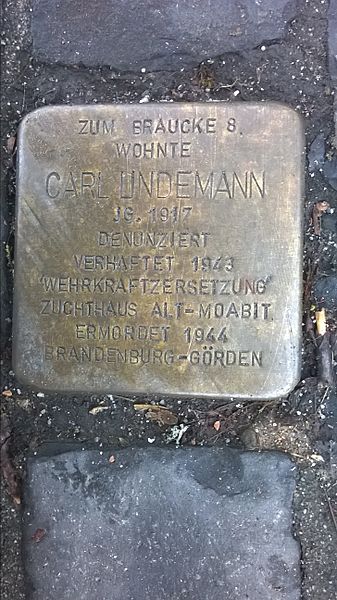 ZUM BRAUCKE 8.
WOHNTE
CARL LINDEMANN
JG. 1917
DENUNZIERT
VERHAFTET 1943
"WEHRKRAFTZERSETZUNG"
ZUCHTHAUS ALT-MOABIT
ERMORDET 1944
BRANDENBURG-GÖRDEN